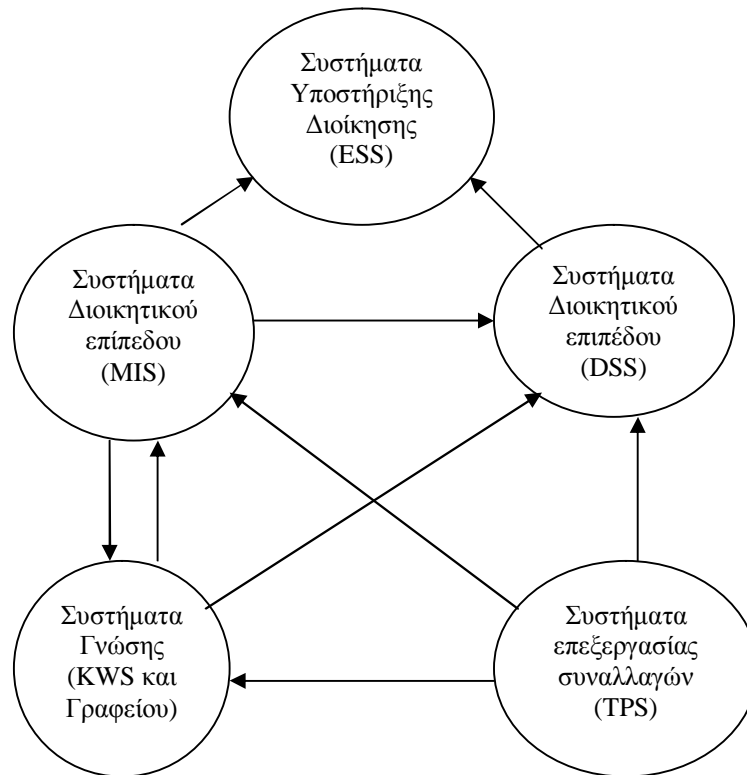 Συστήματα
Υποστήριξης
Διοίκησης
(ESS)
Συστήματα
Διοικητικού
επίπεδου
(MIS)
Συστήματα
Διοικητικού
επιπέδου
(DSS)
Συστήματα
Γνώσης
(KWS και
Γραφείου)
Συστήματα
επεξεργασίας
συναλλαγών
(TPS)